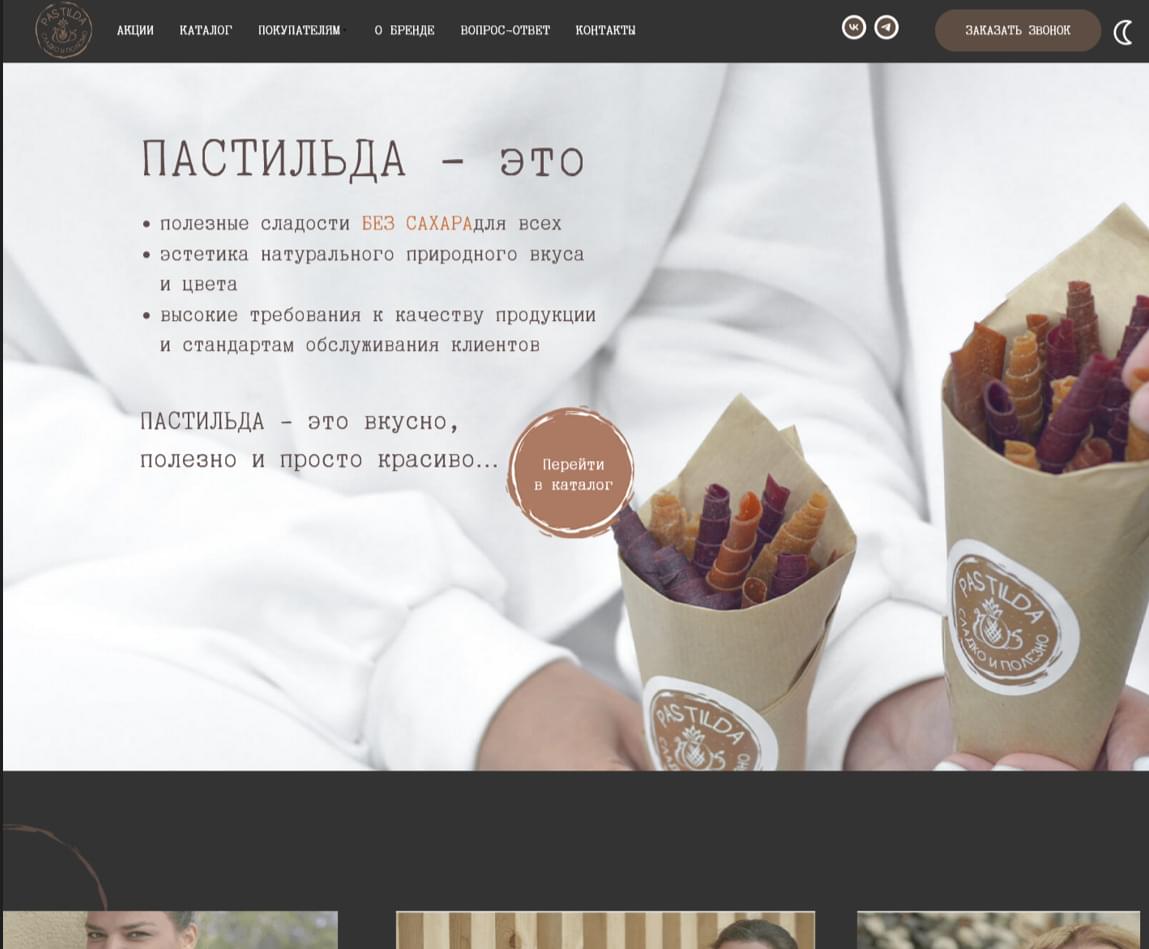 PASTILDA
СЛАДКО И ПОЛЕЗНО
АКЦИИ
КАТАЛОГ
ПОКУПАТЕЛЯМ
О БРЕНДЕ
ВОПРОС-ОТВЕТ
КОНТАКТЫ
ЗАКАЗАТЬ ЗВОНОК
ПАСТИЛЬДА - это
• полезные сладости БЕЗ САХАРАдля всех
• эстетика натурального природного вкуса
и цвета
• высокие требования к качеству продукции
и стандартам обслуживания клиентов
ПАСТИЛЬДА - это вкусно,
полезно и просто красиво...
Перейти
в каталог
PASTILDA
СЛАДКО И ПОЛЕЗНО
PASTILDA